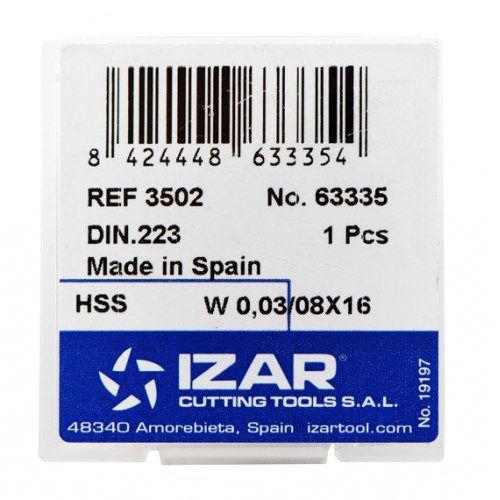 8 424448 633354
REF 3502 No. 63335
DIN.223 1 Pcs
Made in Spain
HSS W 0,03/08X16
IZAR®
CUTTING TOOLS S.A.L.
48340 Amorebieta, Spain izartool.com
No. 19197